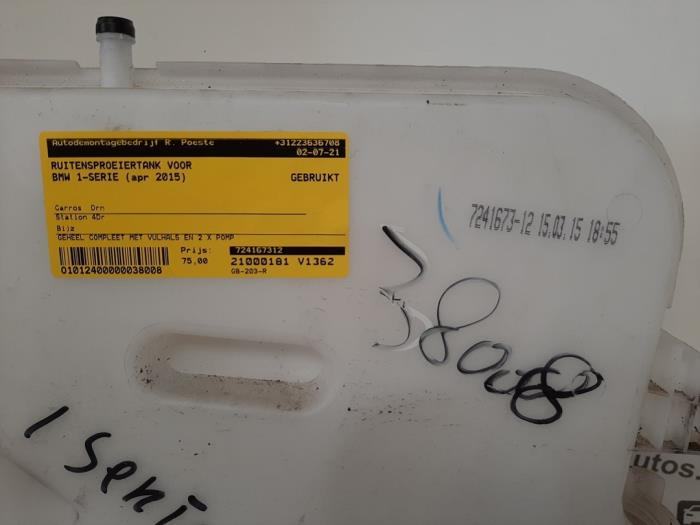 Autodemontagebedrijf R. Poeste +31223636708
02-07-21
RUITENSPROEIERTANK VOOR
BMW 1-SERIE (apr 2015) GEBRUIKT
Carros Drn
Station 4Dr
Bijz
GEHEEL COMPLEET MET VULHALS EN 2 X POMP
Prijs: 724167312
75,00 21000181 V1362
01012400000038008 GB-203-R
7241673-12 15.03.15 18:55
38008
1 Seri
utos.